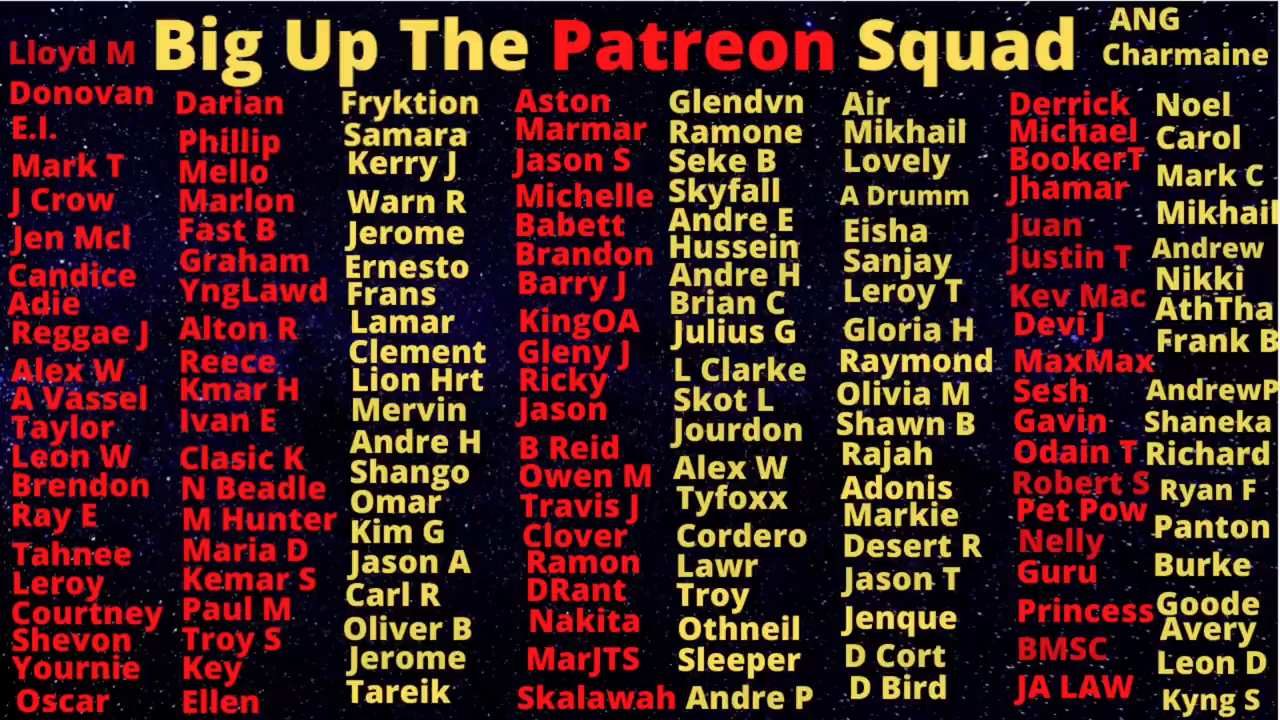 Big Up The Patreon Squad
ANG
Charmaine
Lloyd M
Donovan
E.I.
Mark T
J Crow
Jen Mcl
Candice
Adie
Reggae J
Alex W
A Vassel
Taylor
Leon W
Brendon
Ray E
Tahnee
Leroy
Courtney
Shevon
Yournie
Oscar
Darian
Phillip
Mello
Marlon
Fast B
Graham
YngLawd
Alton R
Reece
Kmar H
Ivan E
Clasic K
N Beadle
M Hunter
Maria D
Kemar S
Paul M
Troy S
Key
Ellen
Fryktion
Samara
Kerry J
Warn R
Jerome
Ernesto
Frans
Lamar
Clement
Lion Hrt
Mervin
Andre H
Shango
Omar
Kim G
Jason A
Carl R
Oliver B
Jerome
Tareik
Aston
Marmar
Jason S
Michelle
Babett
Brandon
Barry J
KingOA
Gleny J
Ricky
Jason
B Reid
Owen M
Travis J
Clover
Ramon
DRant
Nakita
MarJTS
Skalawah
Glendvn
Ramone
Seke B
Skyfall
Andre E
Hussein
Andre H
Brian C
Julius G
L Clarke
Skot L
Jourdon
Alex W
Tyfoxx
Cordero
Lawr
Troy
Othneil
Sleeper
Andre P
Air
Mikhail
Lovely
A Drumm
Eisha
Sanjay
Leroy T
Gloria H
Raymond
Olivia M
Shawn B
Rajah
Adonis
Markie
Desert R
Jason T
Jenque
D Cort
D Bird
Derrick
Michael
BookerT
Jhamar
Juan
Justin T
Kev Mac
Devi J
MaxMax
Sesh
Gavin
Odain T
Robert S
Pet Pow
Nelly
Guru
Princess
BMSC
JA LAW
Noel
Carol
Mark C
Mikhail
Andrew
Nikki
AthTha
Frank B
AndrewP
Shaneka
Richard
Ryan F
Panton
Burke
Goode
Avery
Leon D
Kyng S